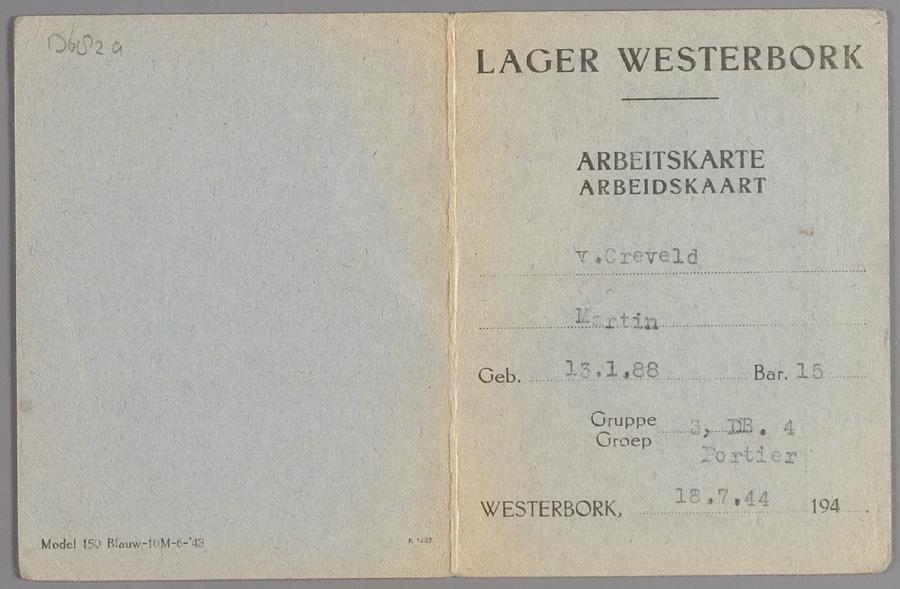 D682a
Model 150 Blauw-10M-6-'43
LAGER WESTERBORK
ARBEITSKARTE
ARBEIDSKAART
v.Creveld
Martin
Geb. 13.1.88 Bar. 15
Gruppe
Groep 3, DB. 4
Portier
WESTERBORK, 18.7.44 194